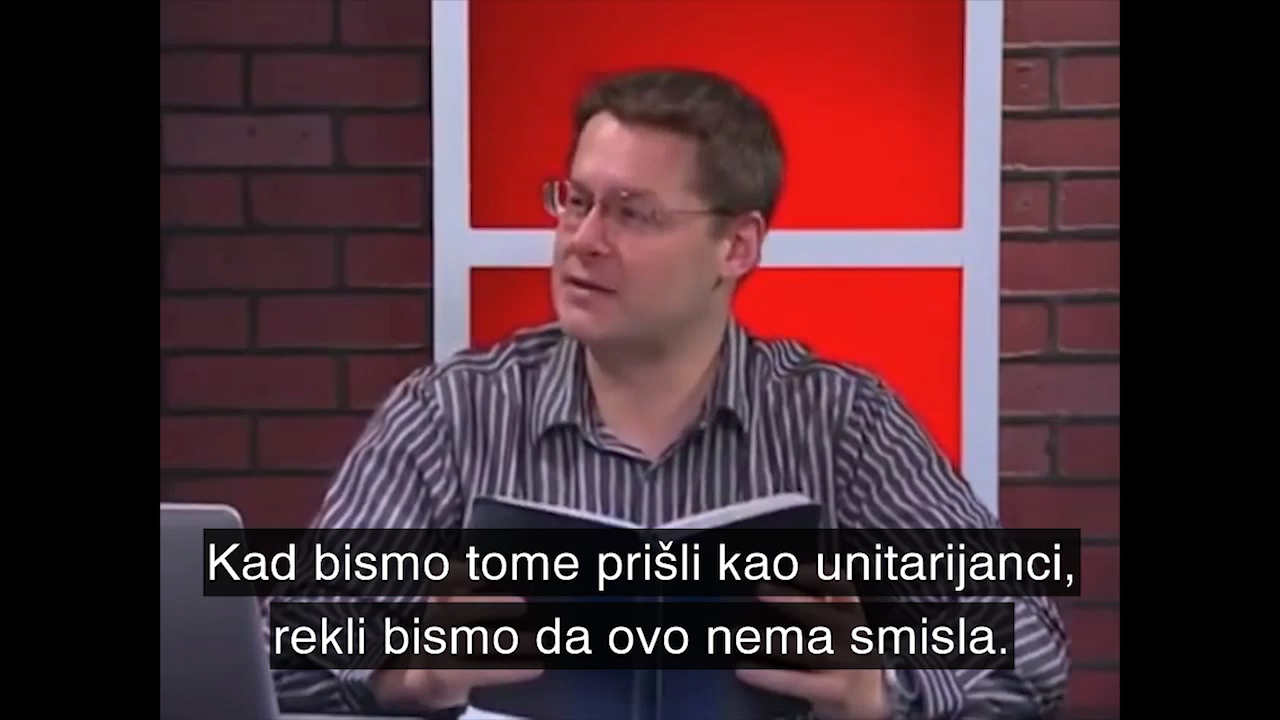 Kad bismo tome prišli kao unitarijanci,
rekli bismo da ovo nema smisla.